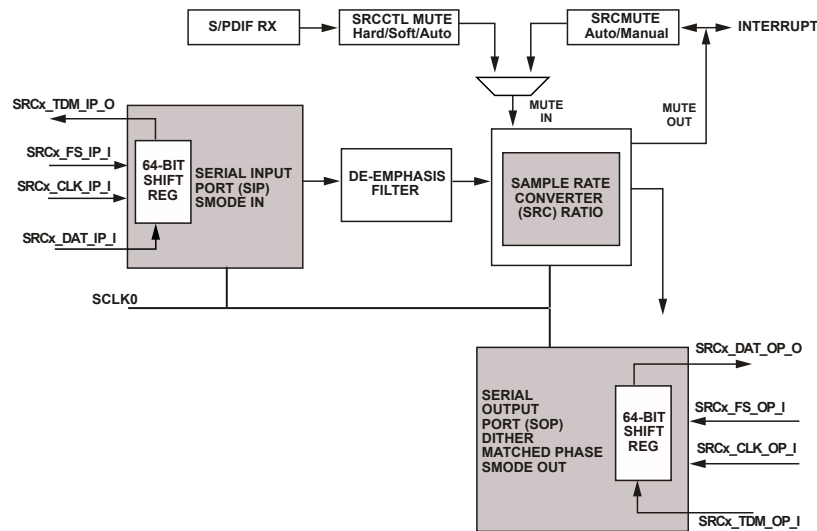 S/PDIF RX
SRCCTL MUTE
Hard/Soft/Auto
SRCMUTE
Auto/Manual
INTERRUPT
MUTE
IN
MUTE
OUT
SRCx_TDM_IP_O
SRCx_FS_IP_I
SRCx_CLK_IP_I
SRCx_DAT_IP_I
64-BIT
SHIFT
REG
SERIAL INPUT
PORT (SIP)
SMODE IN
DE-EMPHASIS
FILTER
SAMPLE RATE
CONVERTER
(SRC) RATIO
SCLK0
SERIAL
OUTPUT
PORT (SOP)
DITHER
MATCHED PHASE
SMODE OUT
64-BIT
SHIFT
REG
SRCx_DAT_OP_O
SRCx_FS_OP_I
SRCx_CLK_OP_I
SRCx_TDM_OP_I